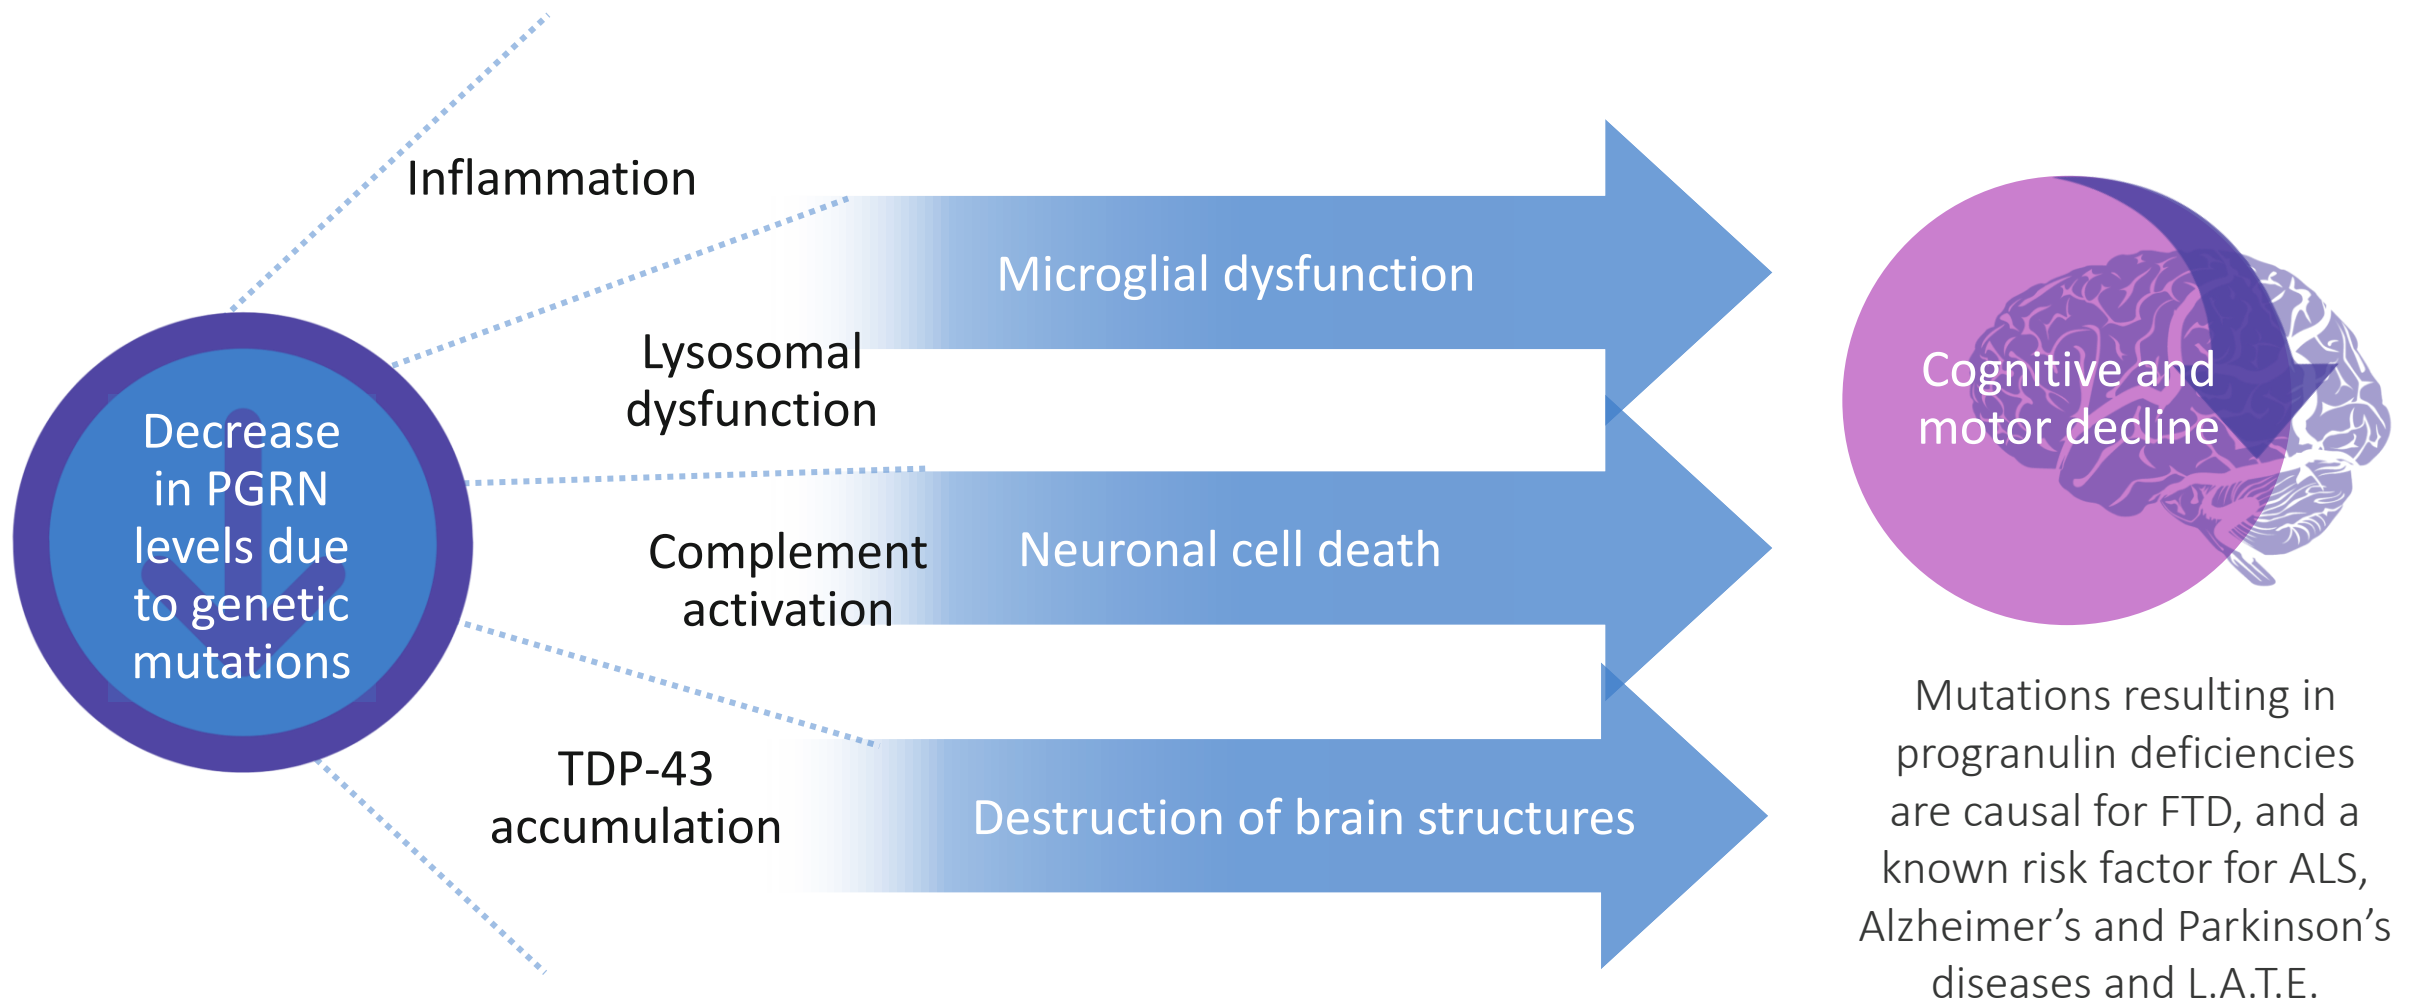 Decrease
in PGRN
levels due
to genetic
mutations
Inflammation
Lysosomal
dysfunction
Complement
activation
TDP-43
accumulation
Microglial dysfunction
Neuronal cell death
Destruction of brain structures
Cognitive and
motor decline
Mutations resulting in
progranulin deficiencies
are causal for FTD, and a
known risk factor for ALS,
Alzheimer’s and Parkinson’s
diseases and L.A.T.E.